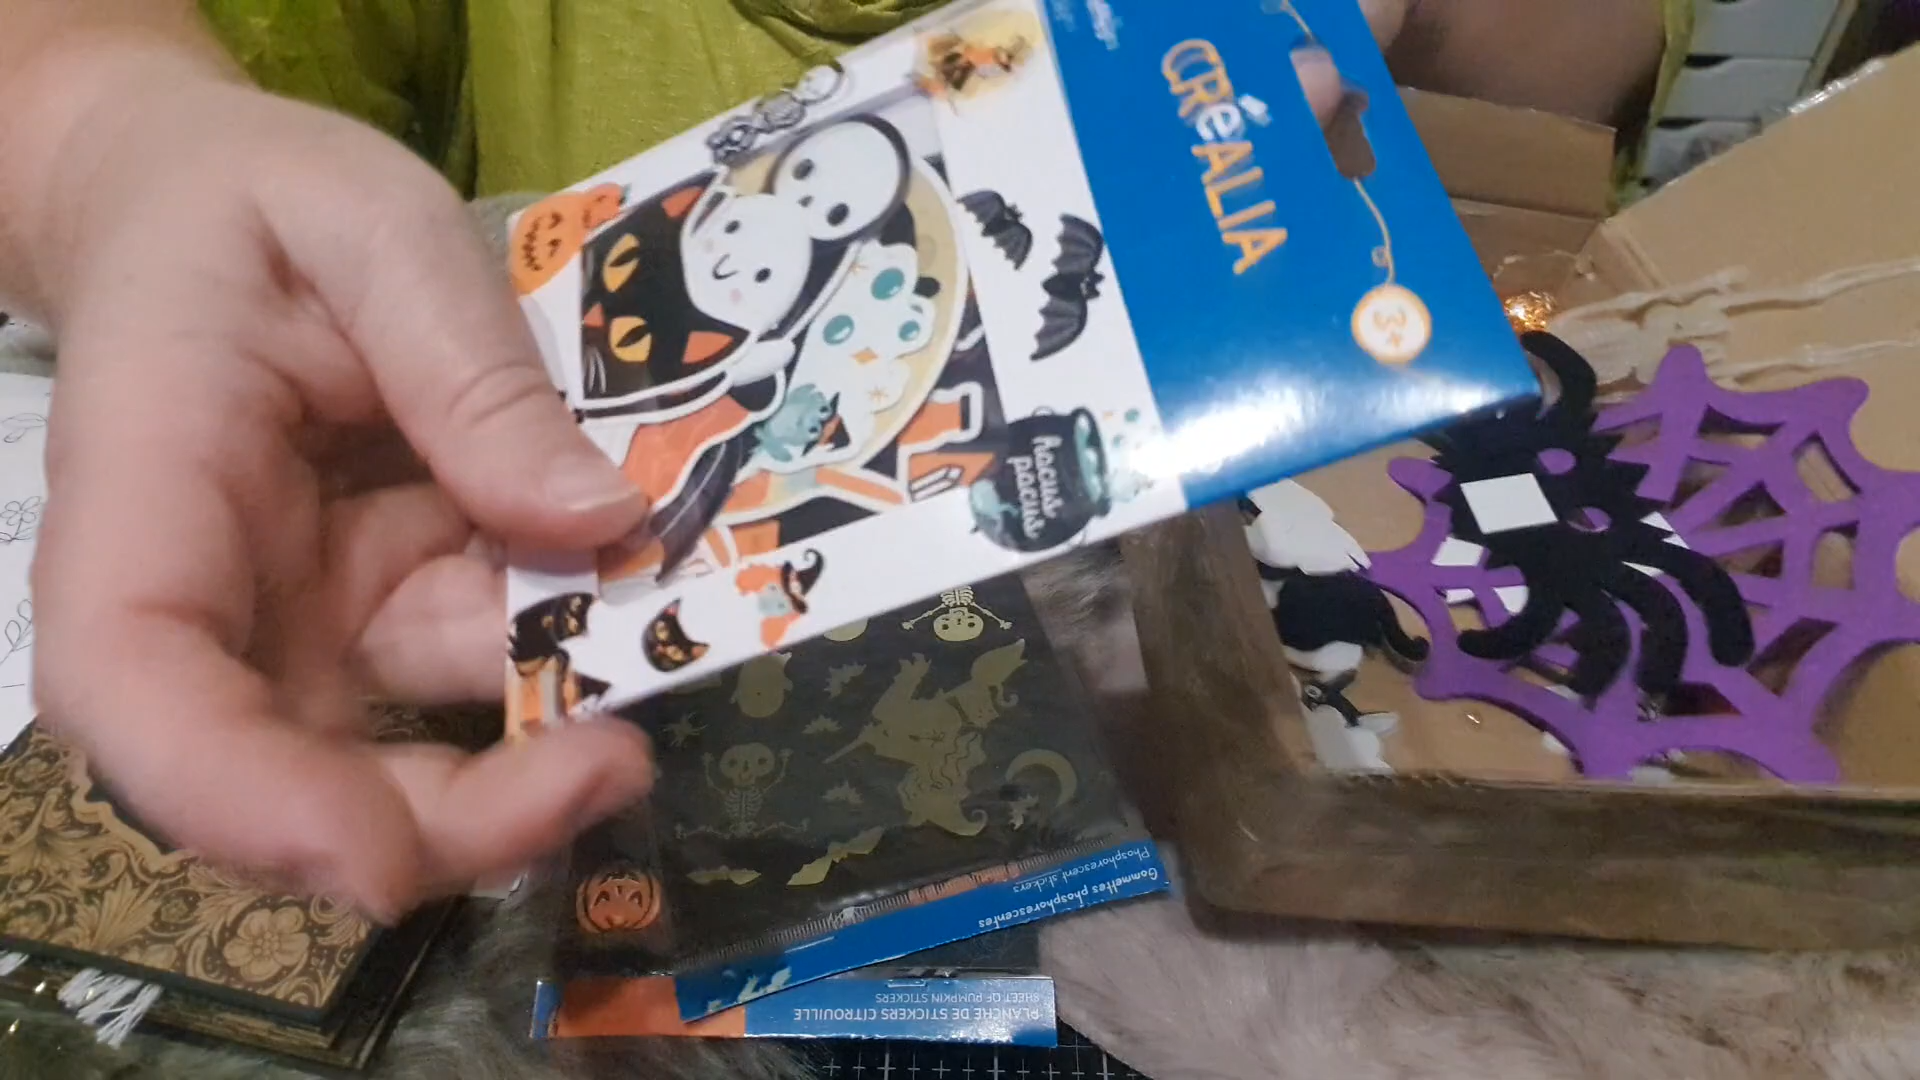 CRéALIA
3+
hocus
pocus
Gommettes phosphorescentes
Phosphorescent stickers
PLANCHE DE STICKERS CITROUILLE
SHEET OF PUMPKIN STICKERS